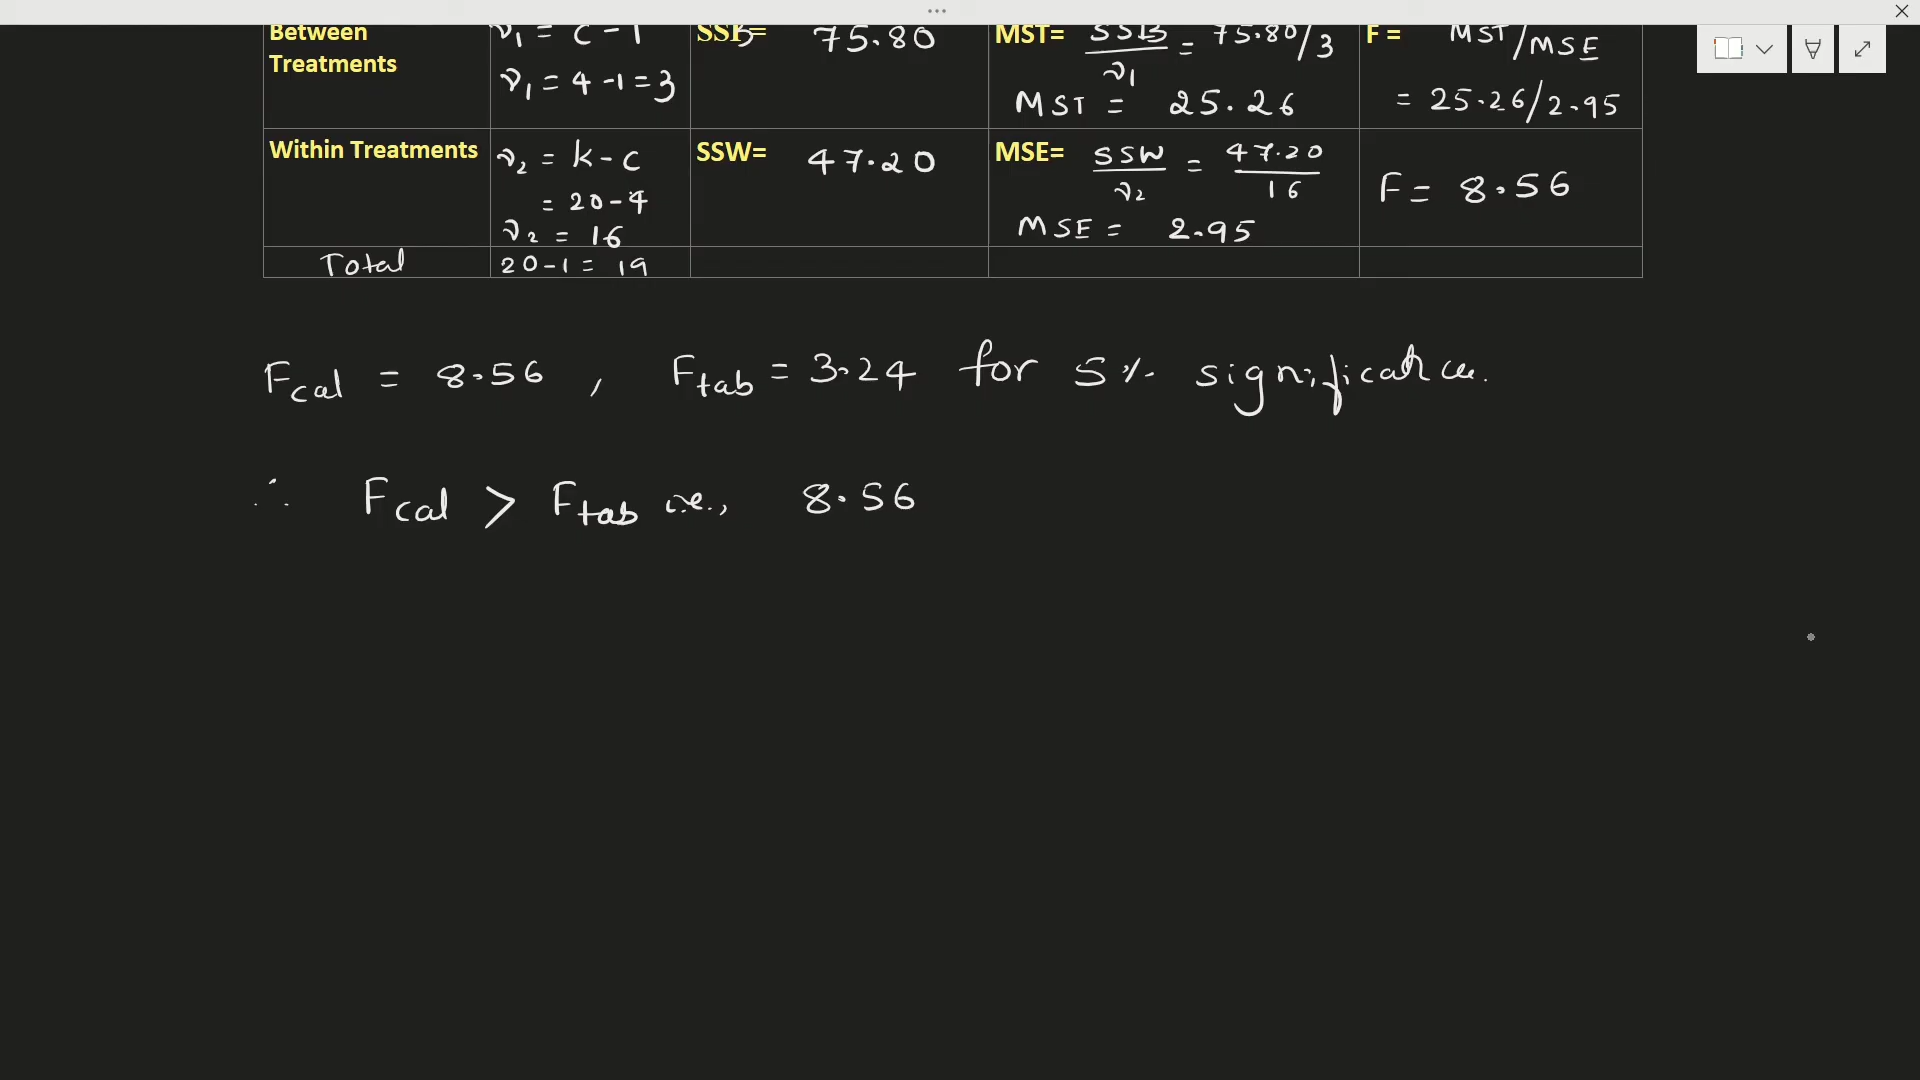 Between Treatments
ν₁ = c - 1
ν₁ = 4 - 1 = 3
SSB = 75.80
MST= SSB/ν₁ = 75.80/3
MST = 25.26
F = MST/MSE
= 25.26/2.95
Within Treatments
ν₂ = k - c
= 20 - 4
ν₂ = 16
SSW= 47.20
MSE= SSW/ν₂ = 47.20/16
MSE = 2.95
F = 8.56
Total
20 - 1 = 19
Fcal = 8.56 , Ftab = 3.24 for 5% significance.
∴ Fcal > Ftab i.e., 8.56